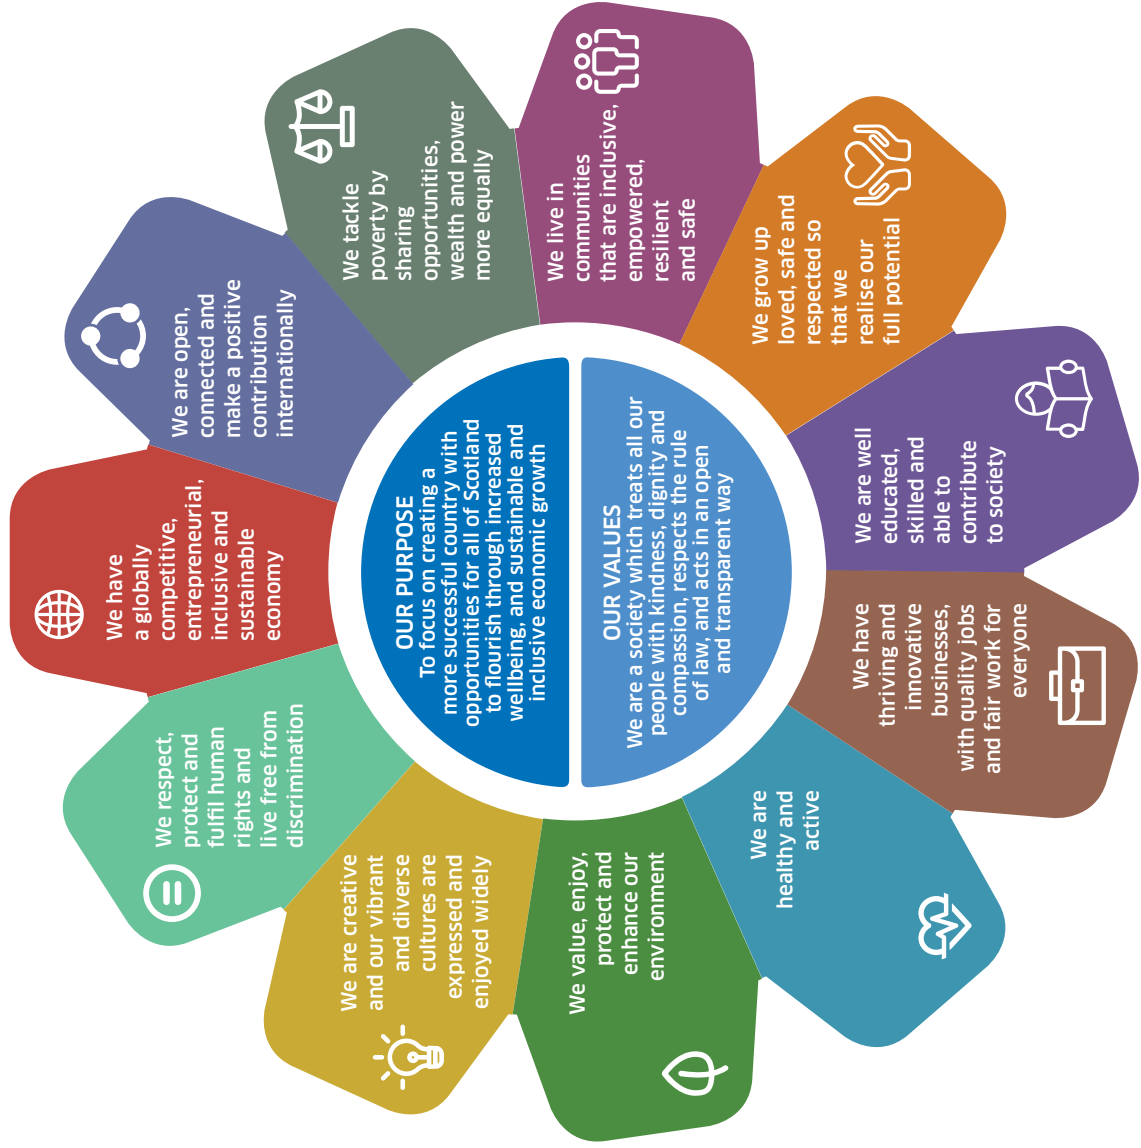 OUR PURPOSE
To focus on creating a
more successful country with
opportunities for all of Scotland
to flourish through increased
wellbeing, and sustainable and
inclusive economic growth
OUR VALUES
We are a society which treats all our
people with kindness, dignity and
compassion, respects the rule
of law, and acts in an open
and transparent way
We have
a globally
competitive,
entrepreneurial,
inclusive and
sustainable
economy
We are open,
connected and
make a positive
contribution
internationally
We tackle
poverty by
sharing
opportunities,
wealth and power
more equally
We live in
communities
that are inclusive,
empowered,
resilient
and safe
We grow up
loved, safe and
respected so
that we
realise our
full potential
We are well
educated,
skilled and
able to
contribute
to society
We have
thriving and
innovative
businesses,
with quality jobs
and fair work for
everyone
We are
healthy and
active
We value, enjoy,
protect and
enhance our
environment
We are creative
and our vibrant
and diverse
cultures are
expressed and
enjoyed widely
We respect,
protect and
fulfil human
rights and
live free from
discrimination